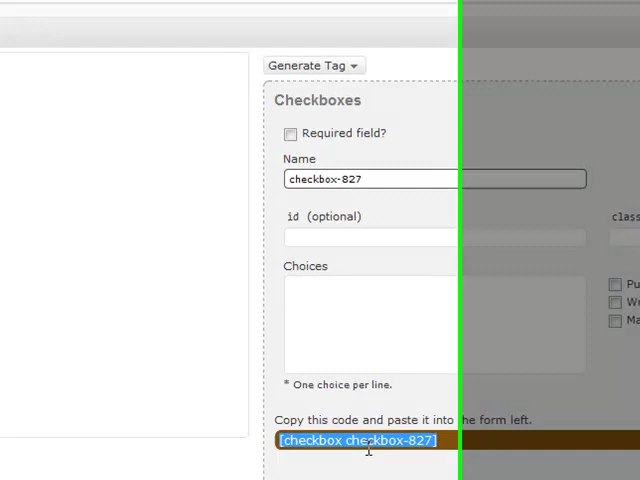 Generate Tag
Checkboxes
Required field?
Name
checkbox-827
id (optional)
Choices
* One choice per line.
Copy this code and paste it into the form left.
[checkbox checkbox-827]